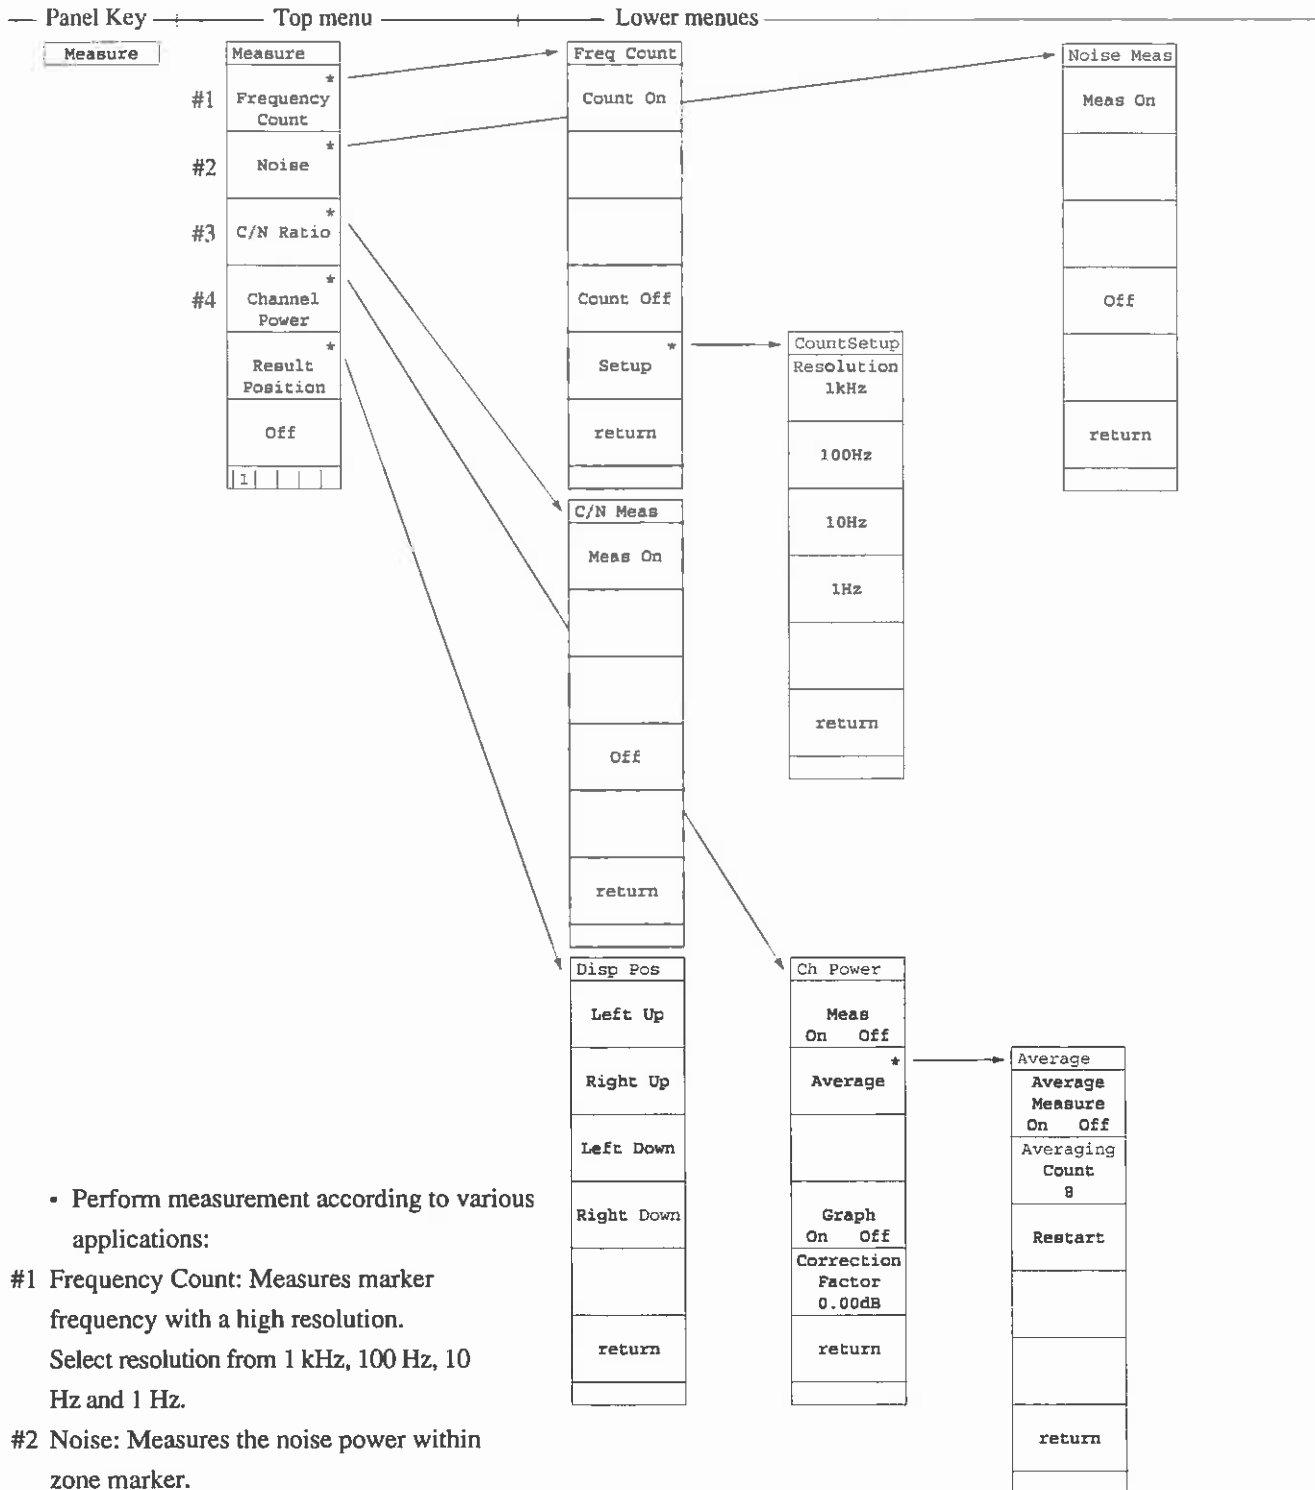 Panel Key
Top menu
Lower menues
Measure
Measure
*
#1
Frequency
Count
*
#2
Noise
*
#3
C/N Ratio
*
#4
Channel
Power
*
Result
Position
Off
1
Freq Count
Count On
Count Off
*
Setup
return
Noise Meas
Meas On
Off
return
CountSetup
Resolution
1kHz
100Hz
10Hz
1Hz
return
C/N Meas
Meas On
Off
return
Disp Pos
Left Up
Right Up
Left Down
Right Down
return
Ch Power
Meas
On Off
*
Average
Graph
On Off
Correction
Factor
0.00dB
return
Average
Average
Measure
On Off
Averaging
Count
8
Restart
return
• Perform measurement according to various
applications:
#1 Frequency Count: Measures marker
frequency with a high resolution.
Select resolution from 1 kHz, 100 Hz, 10
Hz and 1 Hz.
#2 Noise: Measures the noise power within
zone marker.